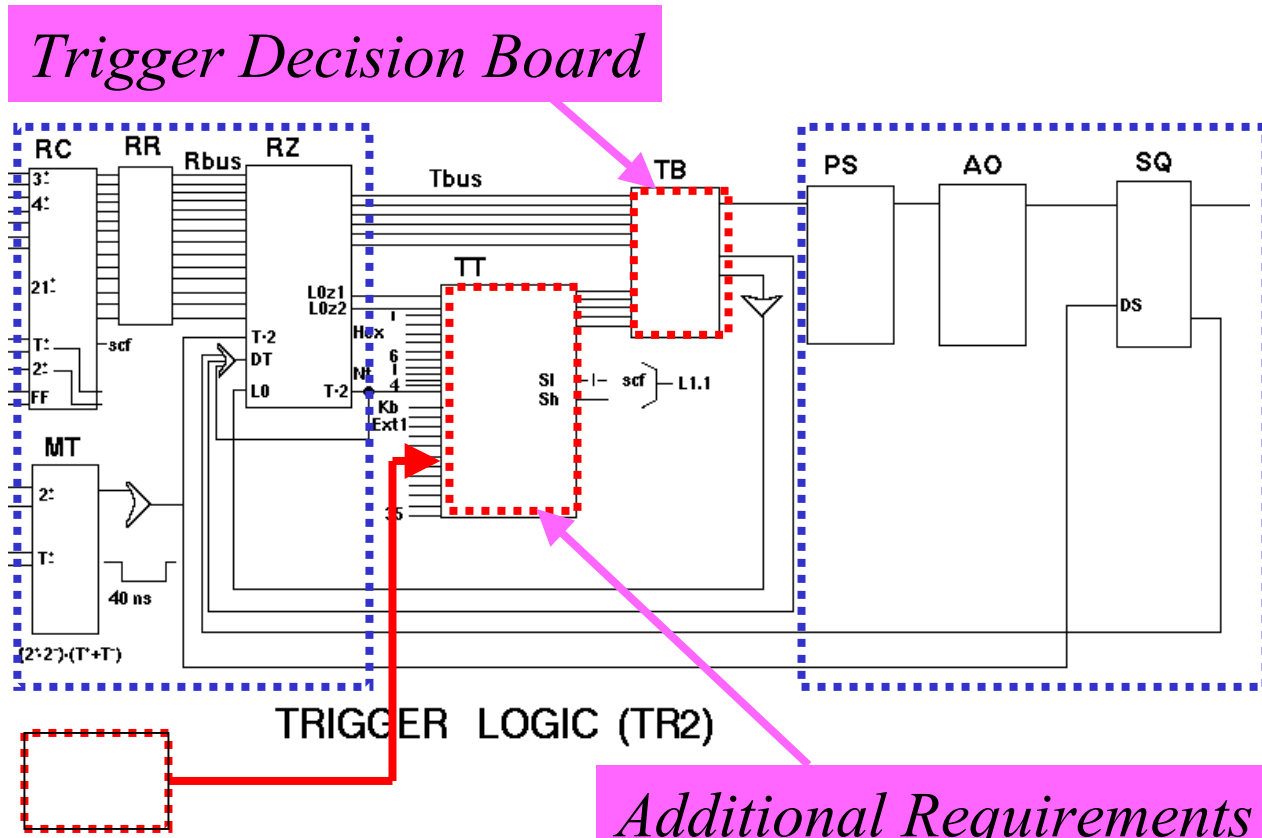 Trigger Decision Board
RC
RR
Rbus
RZ
Tbus
TB
PS
AO
SQ
3±
4±
21±
T±
2±
FF
scf
L0z1
L0z2
T·2
DT
L0
T·2
TT
1
Hex
6
1
4
Kb
Ext1
35
Sl
Sh
scf
L1.1
DS
MT
2±
T±
40 ns
(2⁺·2⁻)·(T⁺+T⁻)
TRIGGER LOGIC (TR2)
Additional Requirements